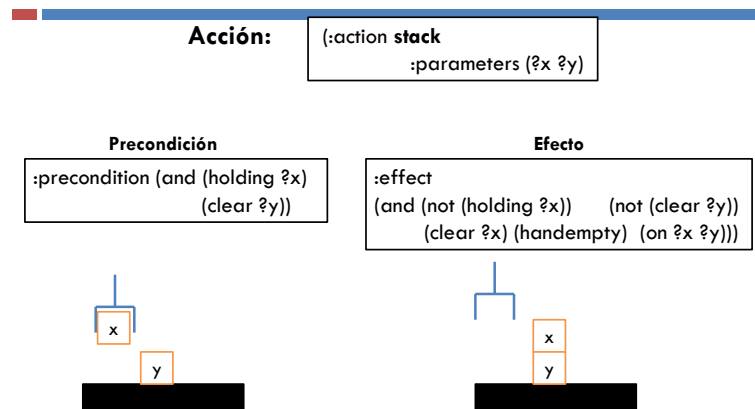 Acción:
(:action stack
:parameters (?x ?y)
Precondición
:precondition (and (holding ?x)
(clear ?y))
Efecto
:effect
(and (not (holding ?x)) (not (clear ?y))
(clear ?x) (handempty) (on ?x ?y)))
x
y
x
y